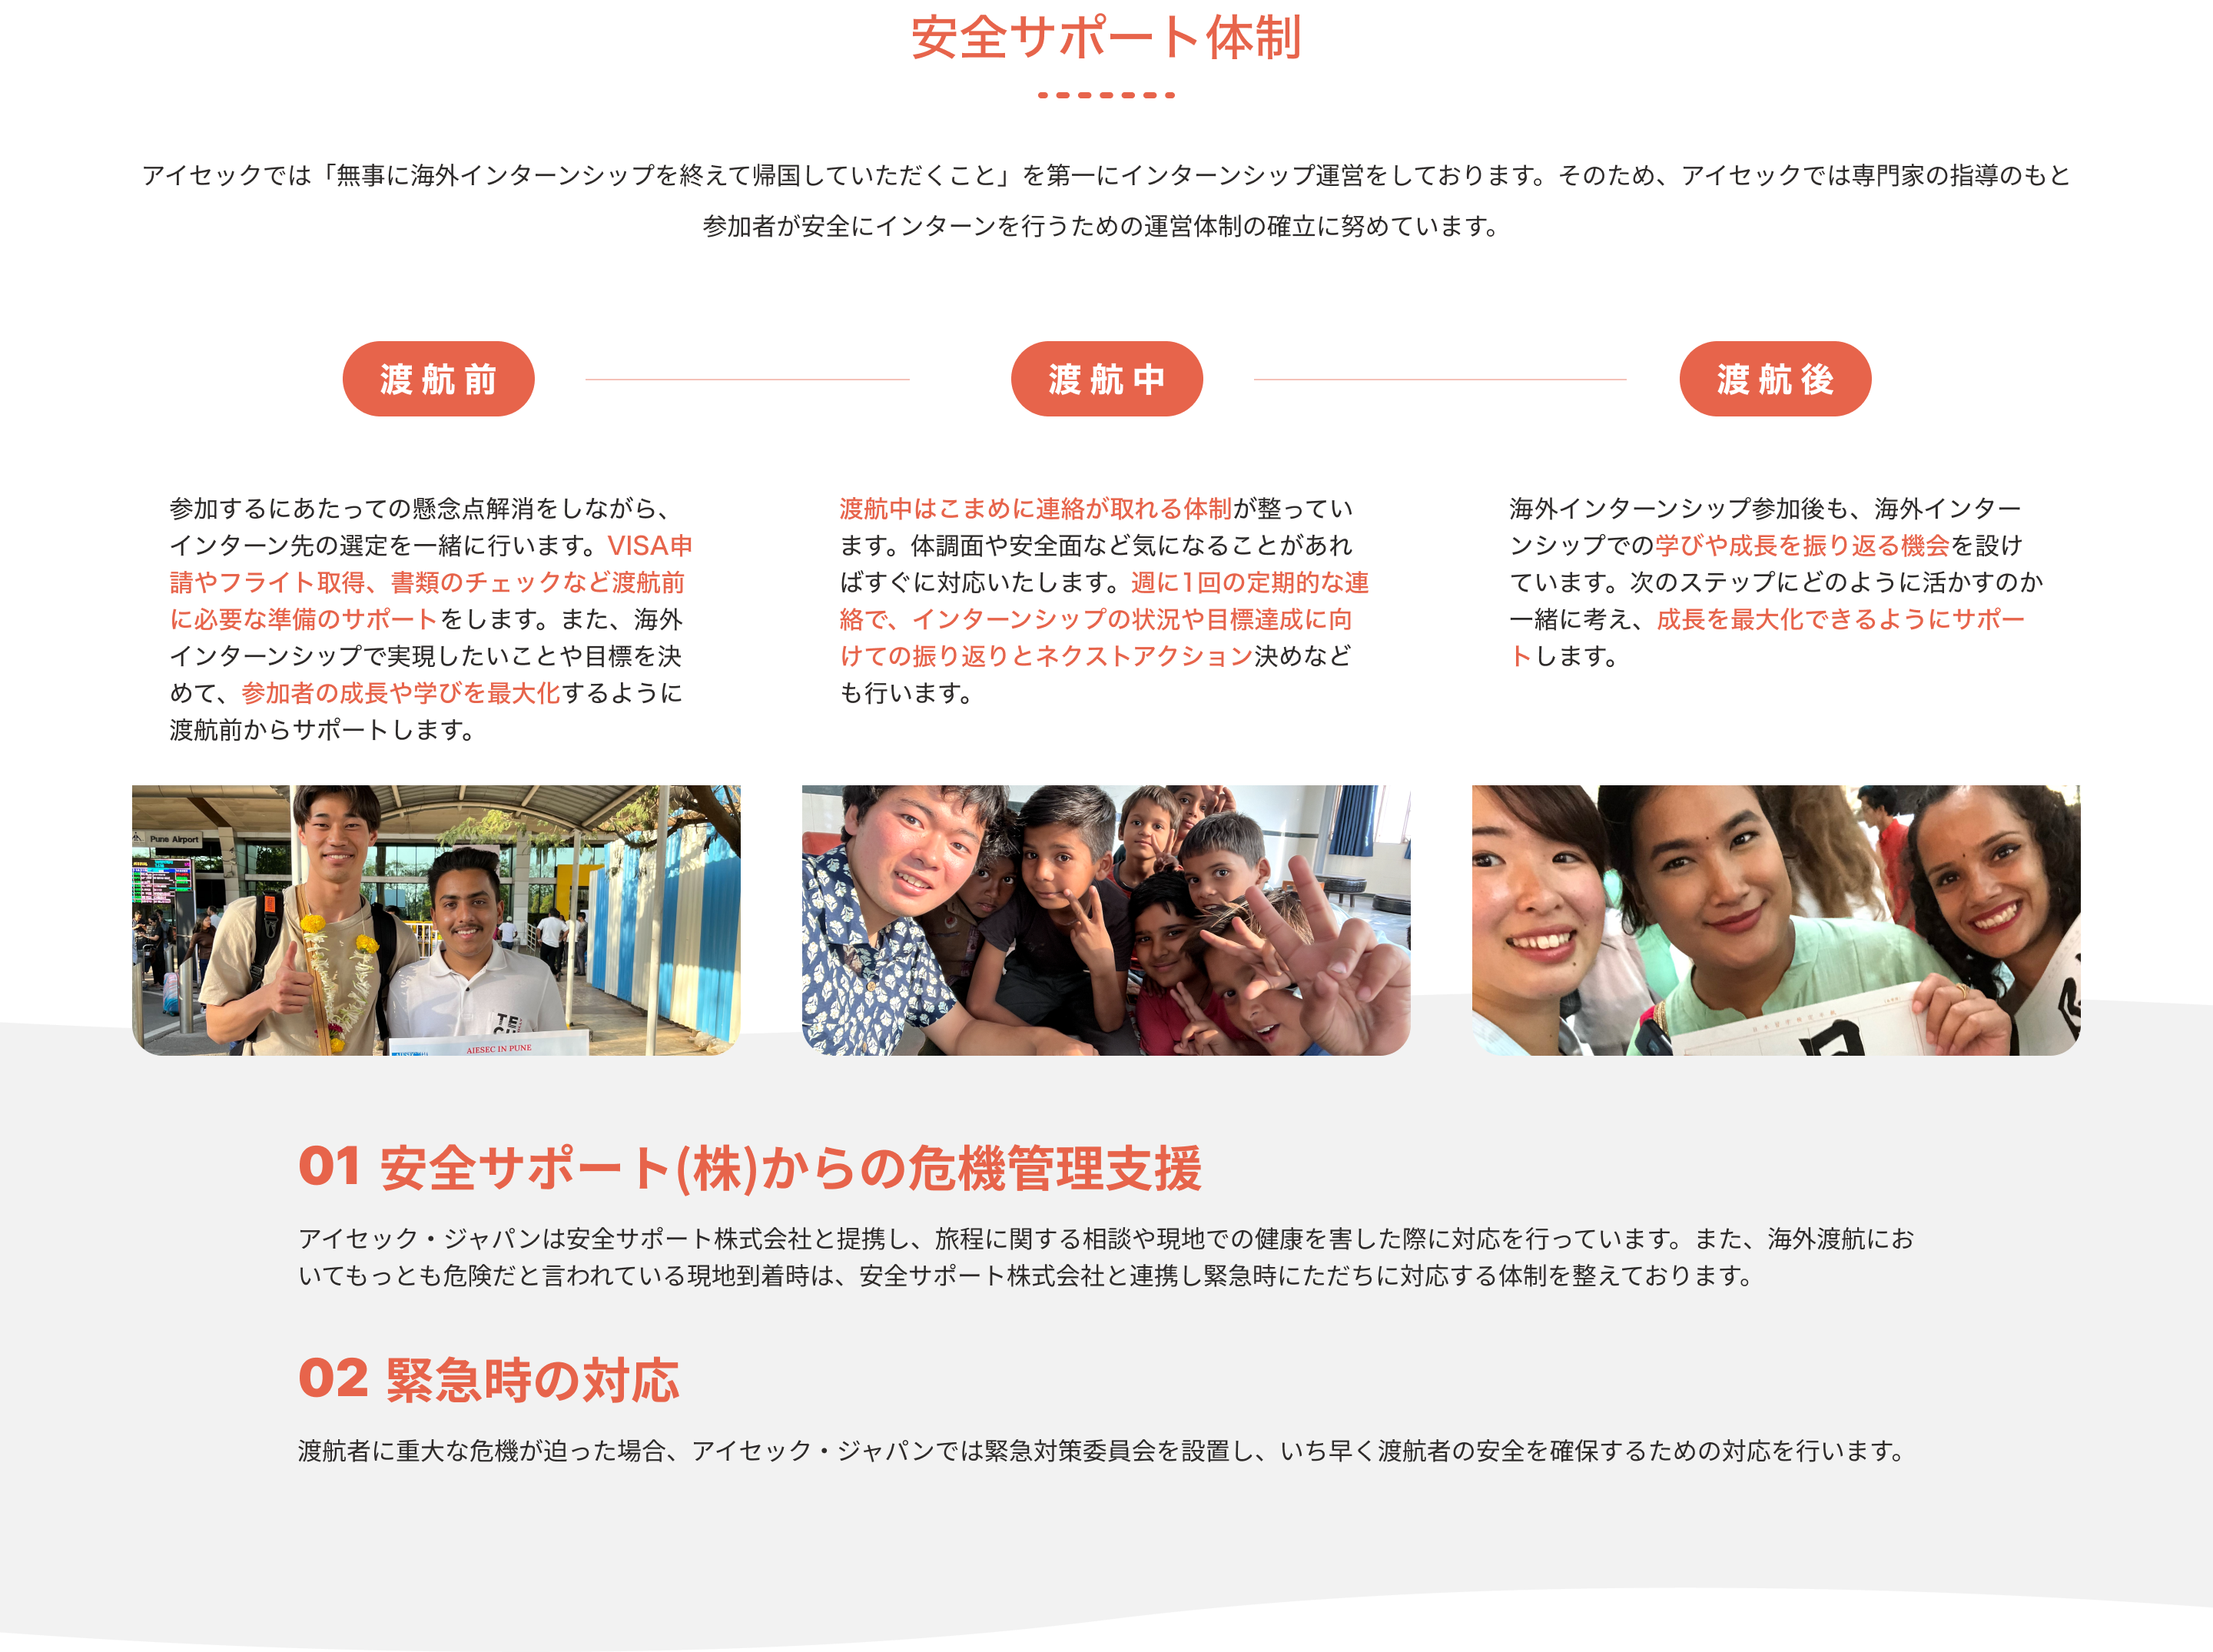 安全サポート体制
アイセックでは「無事に海外インターンシップを終えて帰国していただくこと」を第一にインターンシップ運営をしております。そのため、アイセックでは専門家の指導のもと
参加者が安全にインターンを行うための運営体制の確立に努めています。
渡航前
参加するにあたっての懸念点解消をしながら、
インターン先の選定を一緒に行います。VISA申
請やフライト取得、書類のチェックなど渡航前
に必要な準備のサポートをします。また、海外
インターンシップで実現したいことや目標を決
めて、参加者の成長や学びを最大化するように
渡航前からサポートします。
Pune Airport
AIESEC IN PUNE
渡航中
渡航中はこまめに連絡が取れる体制が整ってい
ます。体調面や安全面など気になることがあれ
ばすぐに対応いたします。週に1回の定期的な連
絡で、インターンシップの状況や目標達成に向
けての振り返りとネクストアクション決めなど
も行います。
渡航後
海外インターンシップ参加後も、海外インター
ンシップでの学びや成長を振り返る機会を設け
ています。次のステップにどのように活かすのか
一緒に考え、成長を最大化できるようにサポー
トします。
01 安全サポート(株)からの危機管理支援
アイセック・ジャパンは安全サポート株式会社と提携し、旅程に関する相談や現地での健康を害した際に対応を行っています。また、海外渡航にお
いてもっとも危険だと言われている現地到着時は、安全サポート株式会社と連携し緊急時にただちに対応する体制を整えております。
02 緊急時の対応
渡航者に重大な危機が迫った場合、アイセック・ジャパンでは緊急対策委員会を設置し、いち早く渡航者の安全を確保するための対応を行います。